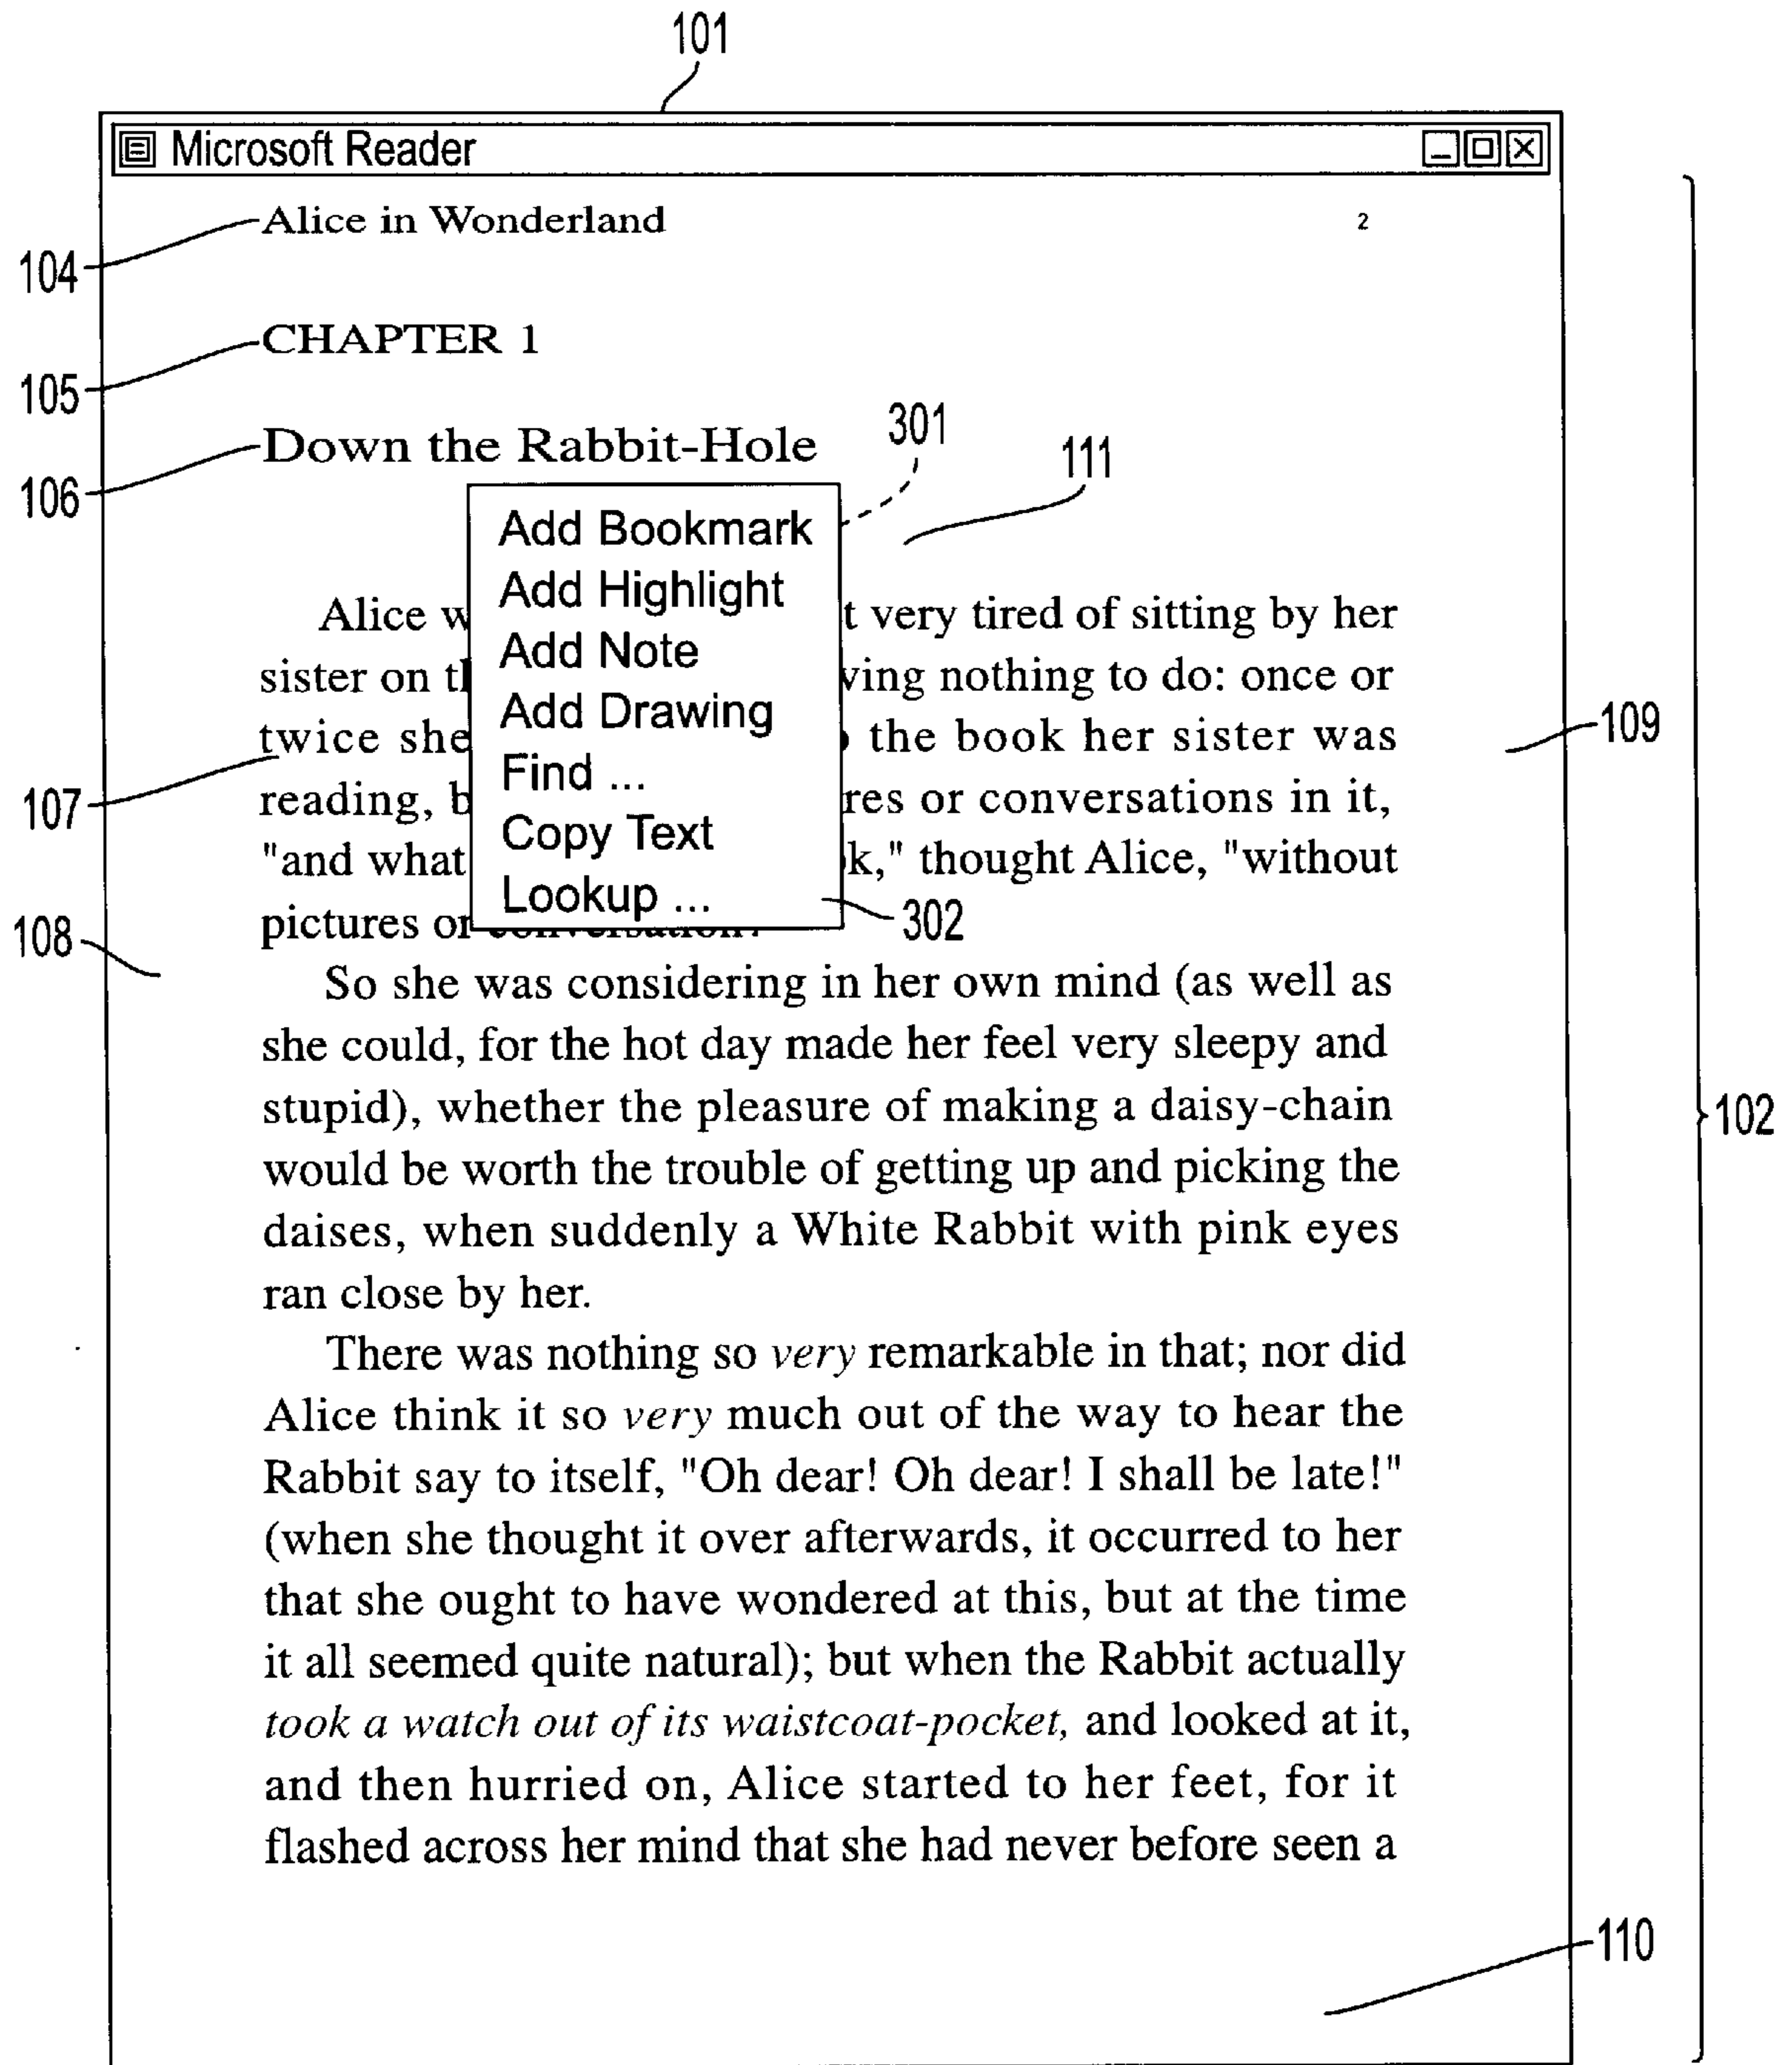 101
Microsoft Reader
Alice in Wonderland 2
104
CHAPTER 1
105
Down the Rabbit-Hole
106
301
111
Add Bookmark
Add Highlight
Add Note
Add Drawing
Find ...
Copy Text
Lookup ...
302
Alice very tired of sitting by her
sister on nothing to do: once or
twice she the book her sister was
reading, or conversations in it,
"and what thought Alice, "without
pictures or
107
108
109
So she was considering in her own mind (as well as
she could, for the hot day made her feel very sleepy and
stupid), whether the pleasure of making a daisy-chain
would be worth the trouble of getting up and picking the
daises, when suddenly a White Rabbit with pink eyes
ran close by her.
102
There was nothing so very remarkable in that; nor did
Alice think it so very much out of the way to hear the
Rabbit say to itself, "Oh dear! Oh dear! I shall be late!"
(when she thought it over afterwards, it occurred to her
that she ought to have wondered at this, but at the time
it all seemed quite natural); but when the Rabbit actually
took a watch out of its waistcoat-pocket, and looked at it,
and then hurried on, Alice started to her feet, for it
flashed across her mind that she had never before seen a
110